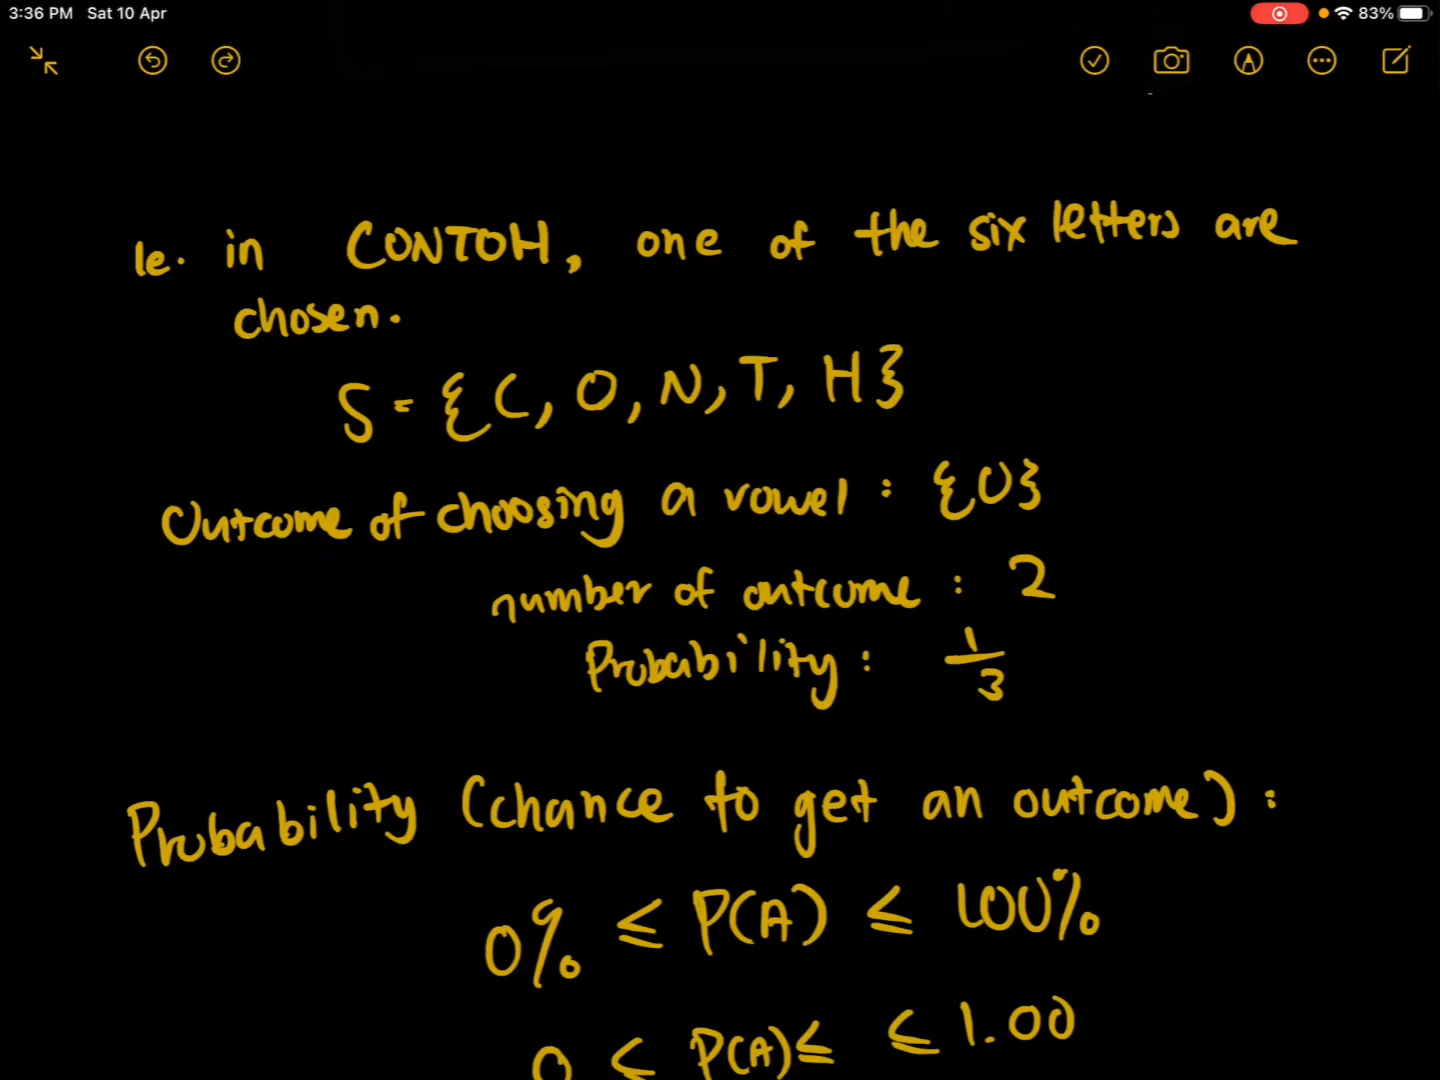 3:36 PM Sat 10 Apr 83%
Ie. in CONTOH, one of the six letters are
chosen.
S = {C, O, N, T, H}
Outcome of choosing a vowel : {O}
number of outcome : 2
Probability : 1/3
Probability (chance to get an outcome) :
0% ≤ P(A) ≤ 100%
0 ≤ P(A) ≤ ≤ 1.00